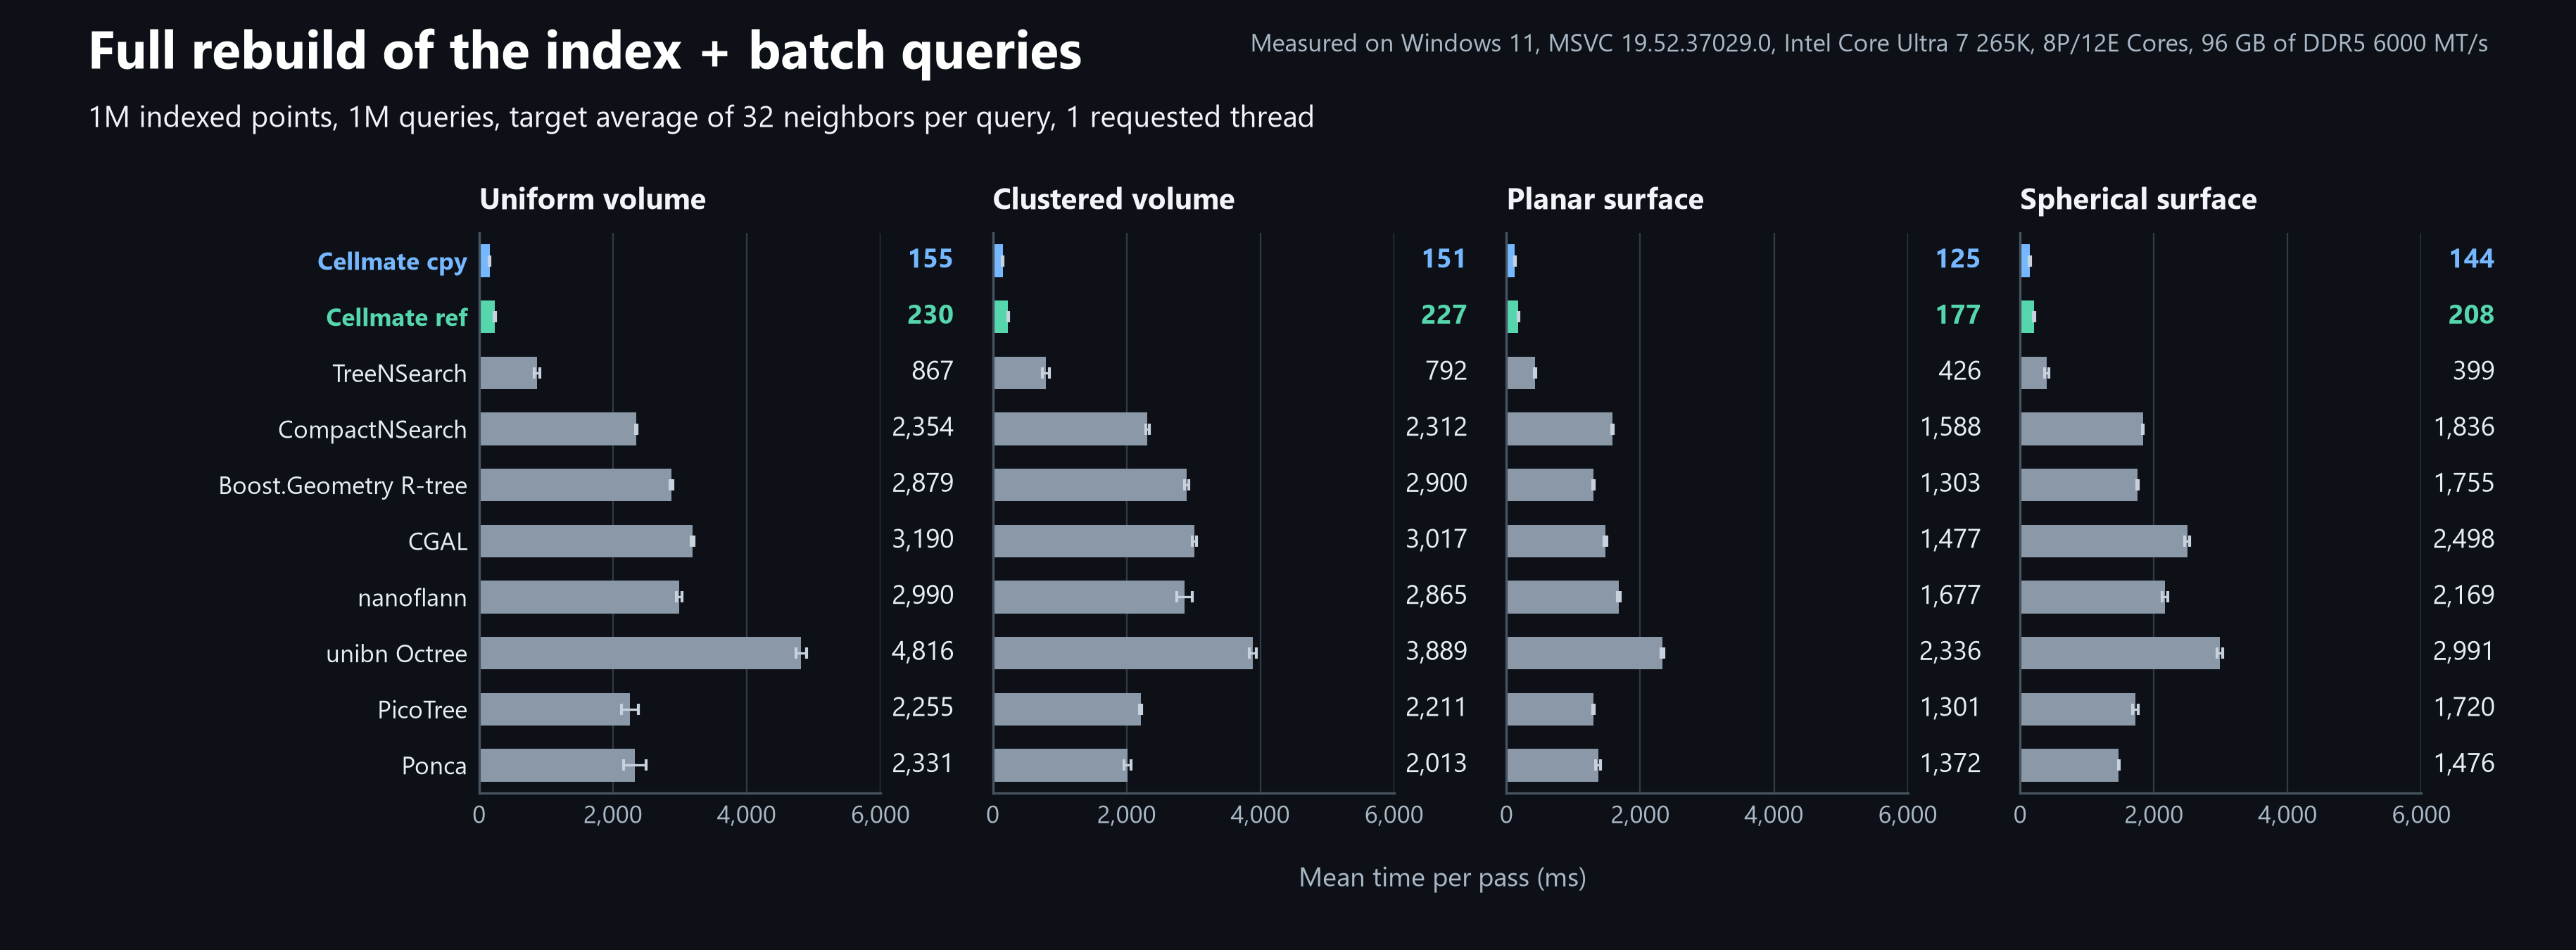 Full rebuild of the index + batch queries
Measured on Windows 11, MSVC 19.52.37029.0, Intel Core Ultra 7 265K, 8P/12E Cores, 96 GB of DDR5 6000 MT/s
1M indexed points, 1M queries, target average of 32 neighbors per query, 1 requested thread
Uniform volume Clustered volume Planar surface Spherical surface
Cellmate cpy 155 151 125 144
Cellmate ref 230 227 177 208
TreeNSearch 867 792 426 399
CompactNSearch 2,354 2,312 1,588 1,836
Boost.Geometry R-tree 2,879 2,900 1,303 1,755
CGAL 3,190 3,017 1,477 2,498
nanoflann 2,990 2,865 1,677 2,169
unibn Octree 4,816 3,889 2,336 2,991
PicoTree 2,255 2,211 1,301 1,720
Ponca 2,331 2,013 1,372 1,476
0 2,000 4,000 6,000 0 2,000 4,000 6,000 0 2,000 4,000 6,000 0 2,000 4,000 6,000
Mean time per pass (ms)